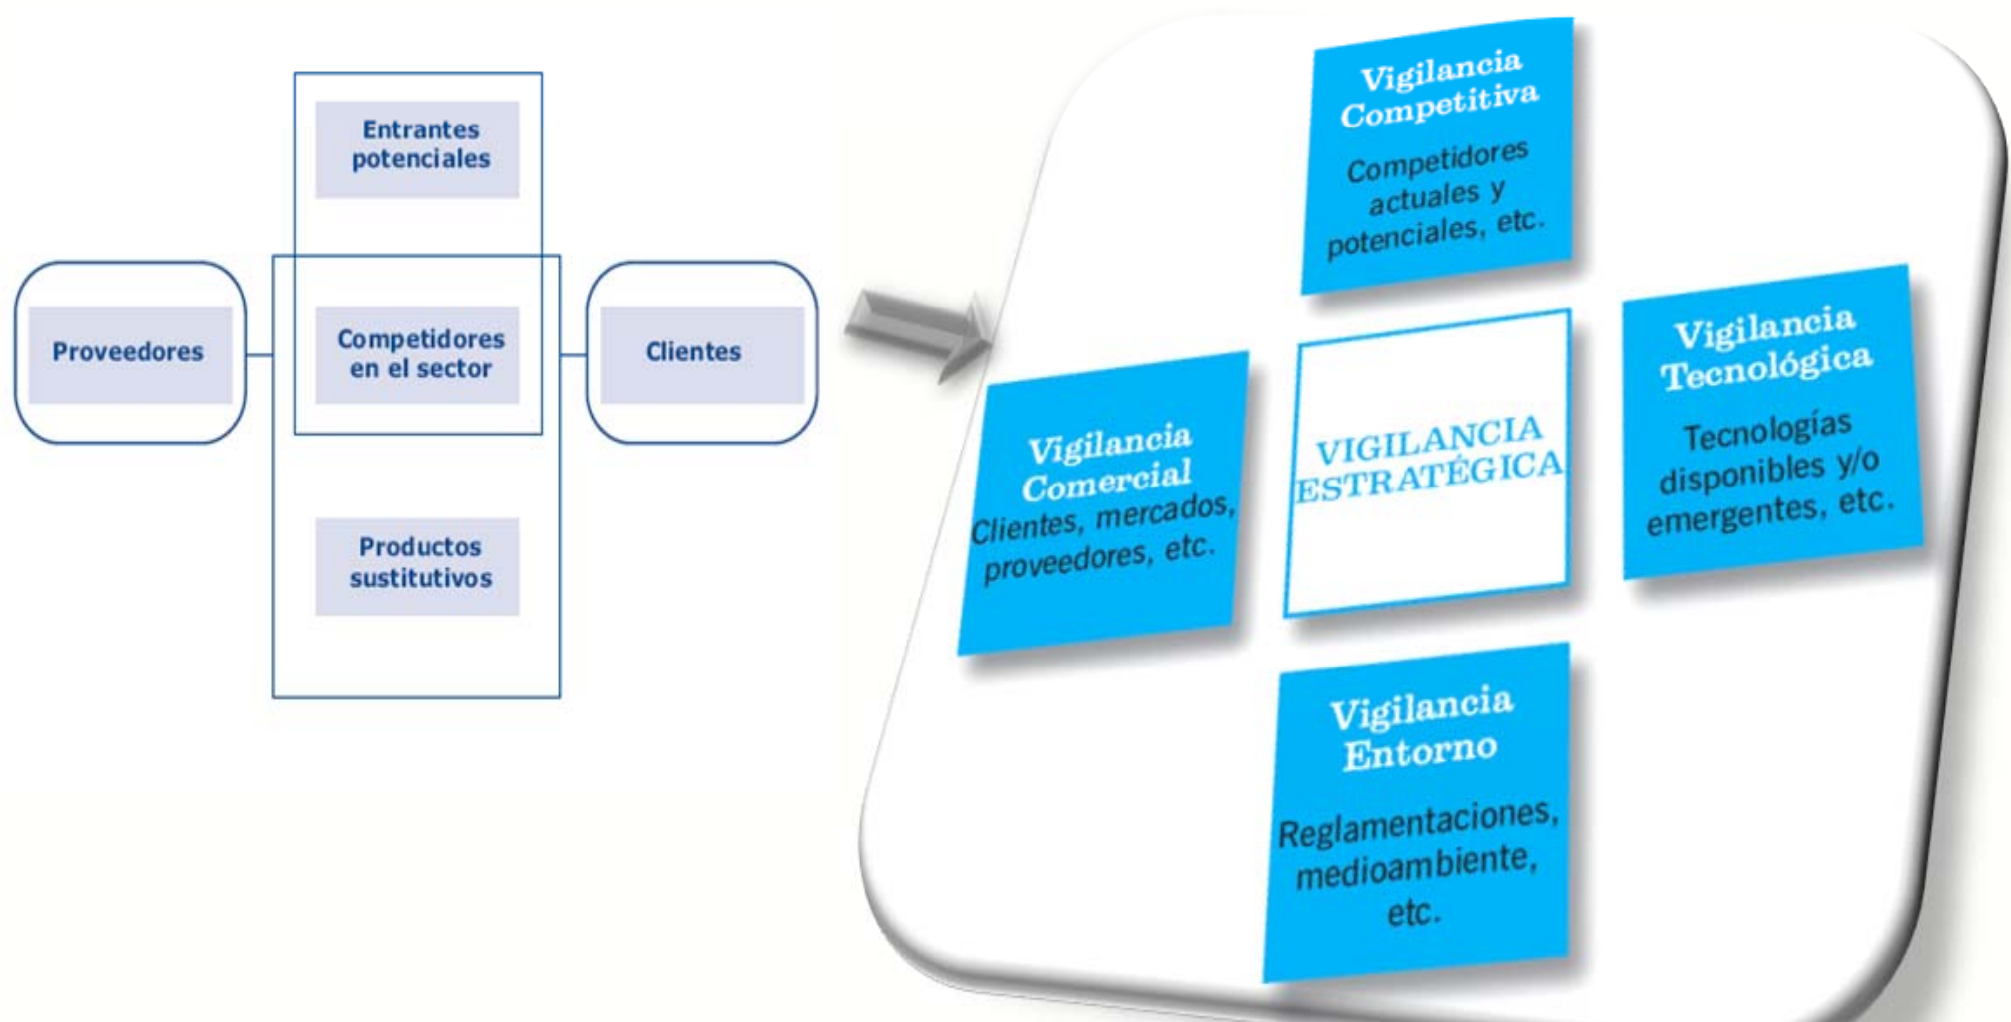 Entrantes
potenciales
Proveedores
Competidores
en el sector
Clientes
Productos
sustitutivos
Vigilancia
Competitiva
Competidores
actuales y
potenciales, etc.
Vigilancia
Comercial
Clientes, mercados,
proveedores, etc.
VIGILANCIA
ESTRATÉGICA
Vigilancia
Tecnológica
Tecnologías
disponibles y/o
emergentes, etc.
Vigilancia
Entorno
Reglamentaciones,
medioambiente,
etc.